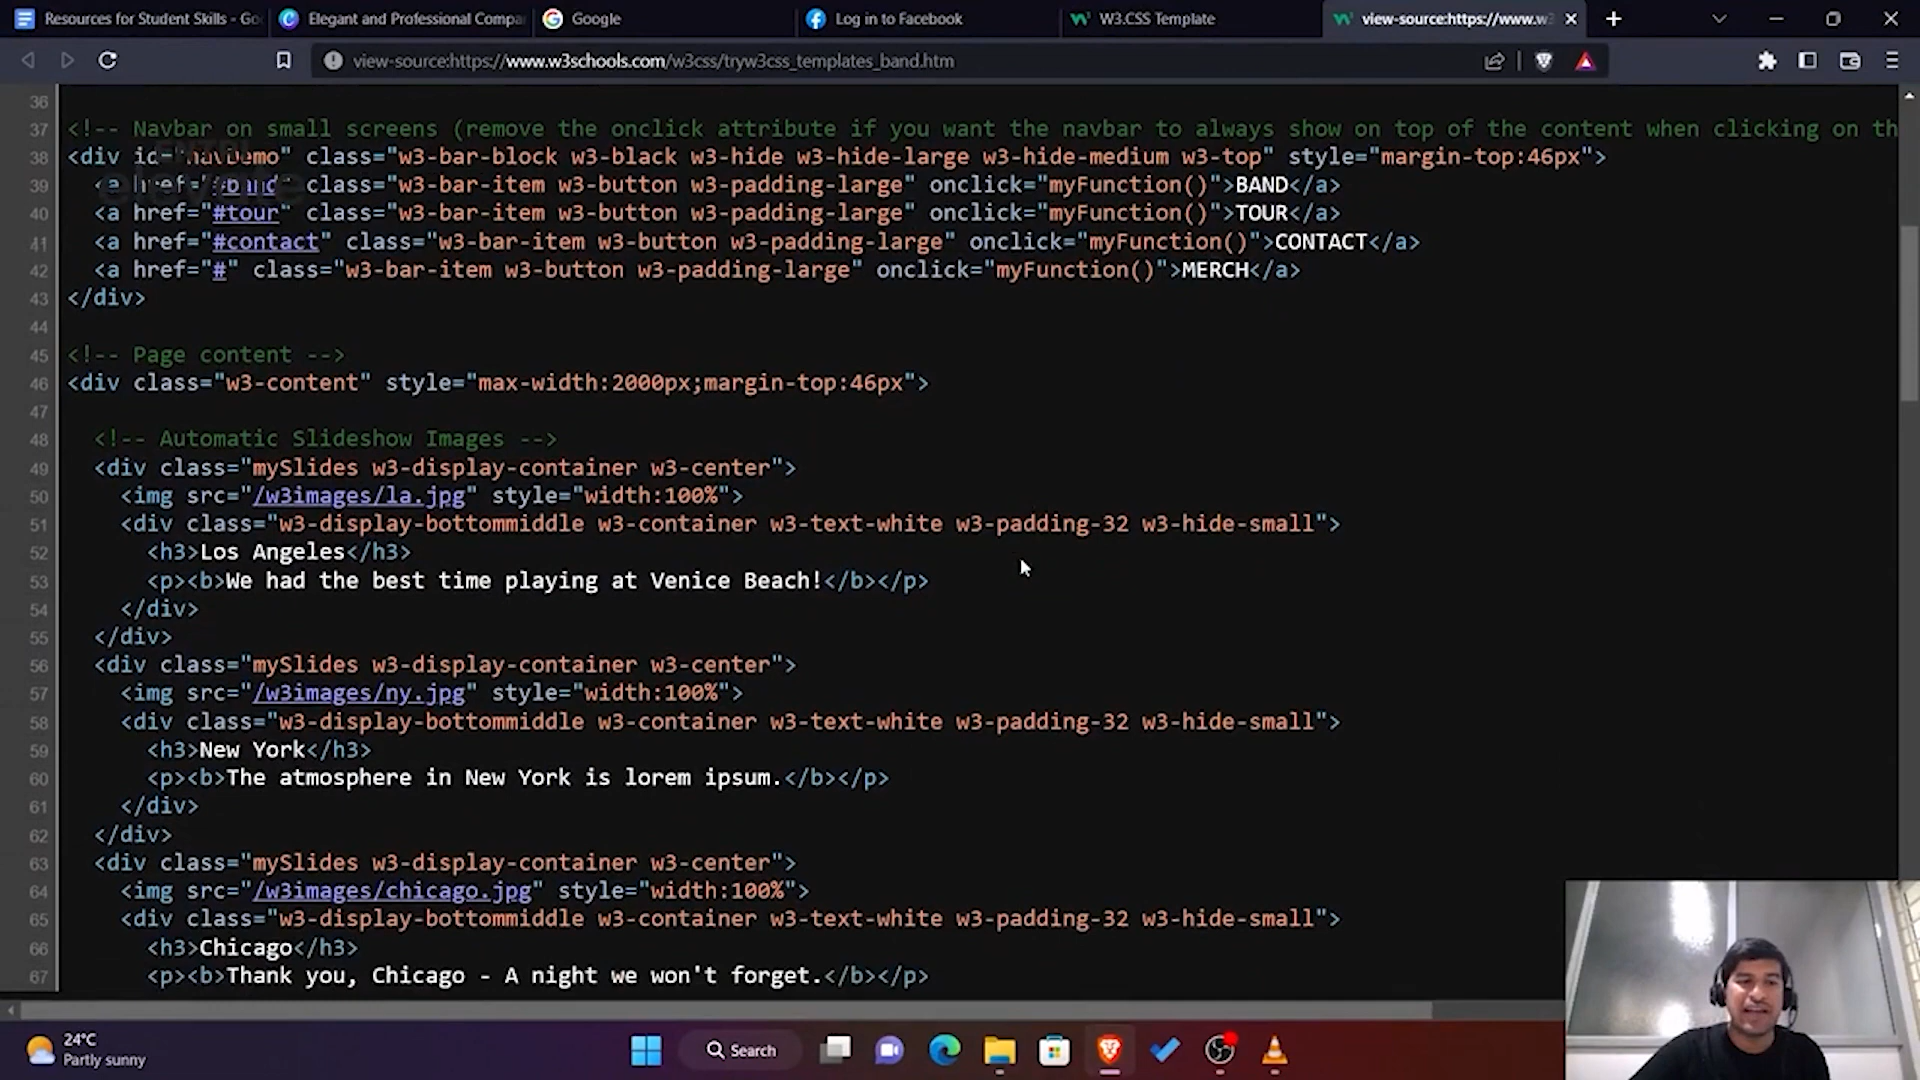 Resources for Student Skills - Go
Elegant and Professional Compa
Google
Log in to Facebook
W3.CSS Template
view-source:https://www.w3
view-source:https://www.w3schools.com/w3css/tryw3css_templates_band.htm
36
37 <!-- Navbar on small screens (remove the onclick attribute if you want the navbar to always show on top of the content when clicking on th
38 <div id="navDemo" class="w3-bar-block w3-black w3-hide w3-hide-large w3-hide-medium w3-top" style="margin-top:46px">
39 <a href="#band" class="w3-bar-item w3-button w3-padding-large" onclick="myFunction()">BAND</a>
40 <a href="#tour" class="w3-bar-item w3-button w3-padding-large" onclick="myFunction()">TOUR</a>
41 <a href="#contact" class="w3-bar-item w3-button w3-padding-large" onclick="myFunction()">CONTACT</a>
42 <a href="#" class="w3-bar-item w3-button w3-padding-large" onclick="myFunction()">MERCH</a>
43 </div>
44
45 <!-- Page content -->
46 <div class="w3-content" style="max-width:2000px;margin-top:46px">
47
48 <!-- Automatic Slideshow Images -->
49 <div class="mySlides w3-display-container w3-center">
50 <img src="/w3images/la.jpg" style="width:100%">
51 <div class="w3-display-bottommiddle w3-container w3-text-white w3-padding-32 w3-hide-small">
52 <h3>Los Angeles</h3>
53 <p><b>We had the best time playing at Venice Beach!</b></p>
54 </div>
55 </div>
56 <div class="mySlides w3-display-container w3-center">
57 <img src="/w3images/ny.jpg" style="width:100%">
58 <div class="w3-display-bottommiddle w3-container w3-text-white w3-padding-32 w3-hide-small">
59 <h3>New York</h3>
60 <p><b>The atmosphere in New York is lorem ipsum.</b></p>
61 </div>
62 </div>
63 <div class="mySlides w3-display-container w3-center">
64 <img src="/w3images/chicago.jpg" style="width:100%">
65 <div class="w3-display-bottommiddle w3-container w3-text-white w3-padding-32 w3-hide-small">
66 <h3>Chicago</h3>
67 <p><b>Thank you, Chicago - A night we won't forget.</b></p>
24°C
Partly sunny
Search